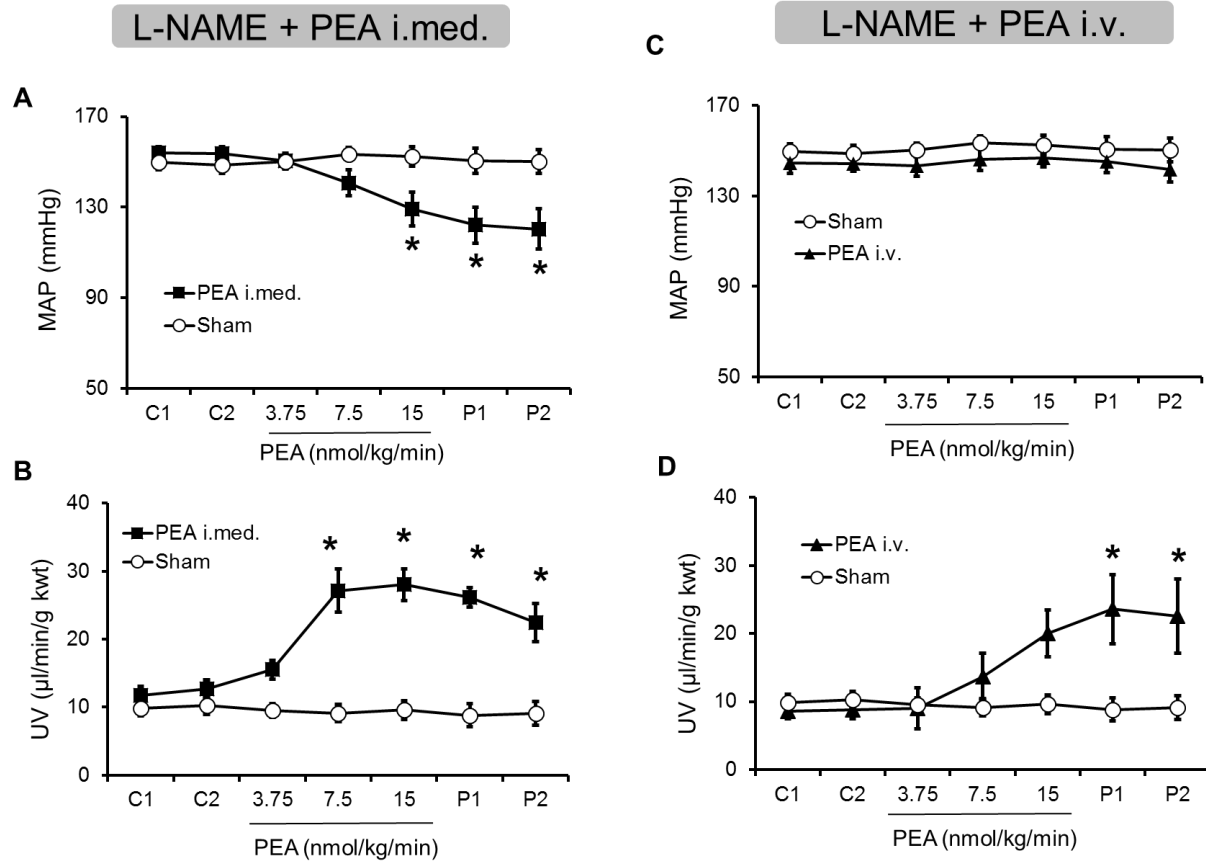 L-NAME + PEA i.med.
A
170
130
90
50
MAP (mmHg)
PEA i.med.
Sham
*
*
*
C1 C2 3.75 7.5 15 P1 P2
PEA (nmol/kg/min)
B
40
30
20
10
0
UV (µl/min/g kwt)
PEA i.med.
Sham
*
*
*
*
C1 C2 3.75 7.5 15 P1 P2
PEA (nmol/kg/min)
L-NAME + PEA i.v.
C
170
130
90
50
MAP (mmHg)
Sham
PEA i.v.
C1 C2 3.75 7.5 15 P1 P2
PEA (nmol/kg/min)
D
40
30
20
10
0
UV (µl/min/g kwt)
PEA i.v.
Sham
*
*
C1 C2 3.75 7.5 15 P1 P2
PEA (nmol/kg/min)